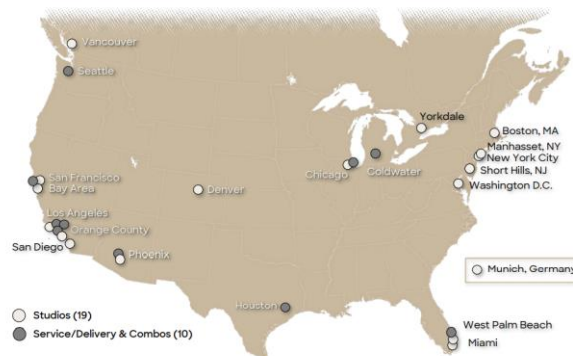 Vancouver
Seattle
Yorkdale
Boston, MA
Manhasset, NY
New York City
Short Hills, NJ
Washington D.C.
Chicago
Coldwater
San Francisco
Bay Area
Denver
Los Angeles
Orange County
San Diego
Phoenix
Munich, Germany
Houston
Studios (19)
Service/Delivery & Combos (10)
West Palm Beach
Miami